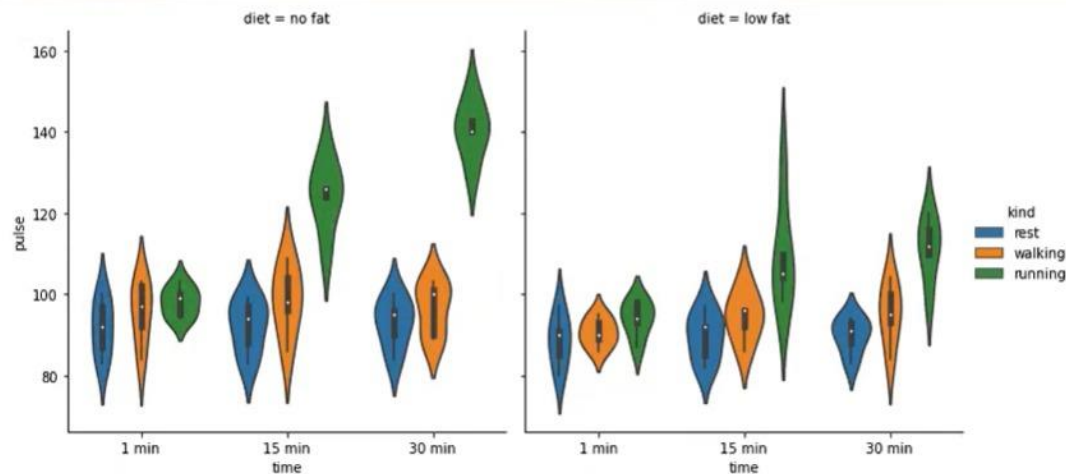 diet = no fat
diet = low fat
160
140
120
100
80
pulse
1 min
15 min
30 min
time
1 min
15 min
30 min
time
kind
rest
walking
running